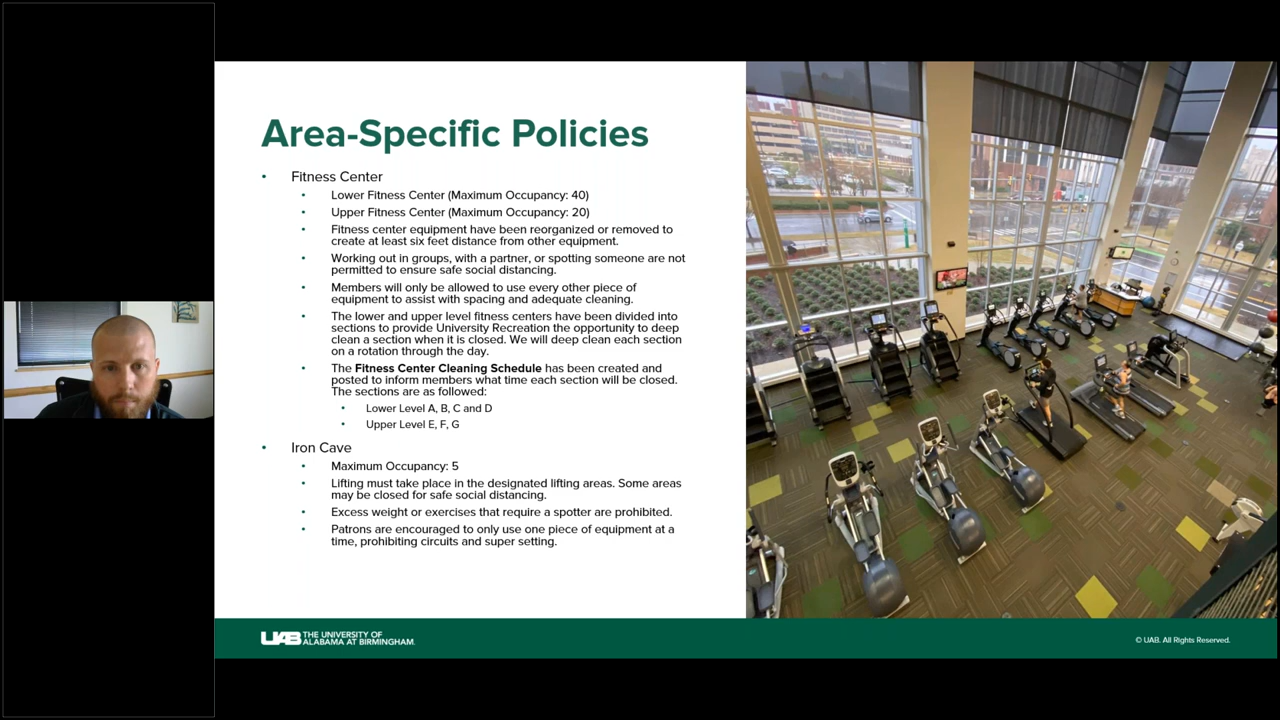 Area-Specific Policies
• Fitness Center
• Lower Fitness Center (Maximum Occupancy: 40)
• Upper Fitness Center (Maximum Occupancy: 20)
• Fitness center equipment have been reorganized or removed to
create at least six feet distance from other equipment.
• Working out in groups, with a partner, or spotting someone are not
permitted to ensure safe social distancing.
• Members will only be allowed to use every other piece of
equipment to assist with spacing and adequate cleaning.
• The lower and upper level fitness centers have been divided into
sections to provide University Recreation the opportunity to deep
clean a section when it is closed. We will deep clean each section
on a rotation through the day.
• The Fitness Center Cleaning Schedule has been created and
posted to inform members what time each section will be closed.
The sections are as followed:
• Lower Level A, B, C and D
• Upper Level E, F, G
• Iron Cave
• Maximum Occupancy: 5
• Lifting must take place in the designated lifting areas. Some areas
may be closed for safe social distancing.
• Excess weight or exercises that require a spotter are prohibited.
• Patrons are encouraged to only use one piece of equipment at a
time, prohibiting circuits and super setting.
UAB THE UNIVERSITY OF
ALABAMA AT BIRMINGHAM.
© UAB. All Rights Reserved.